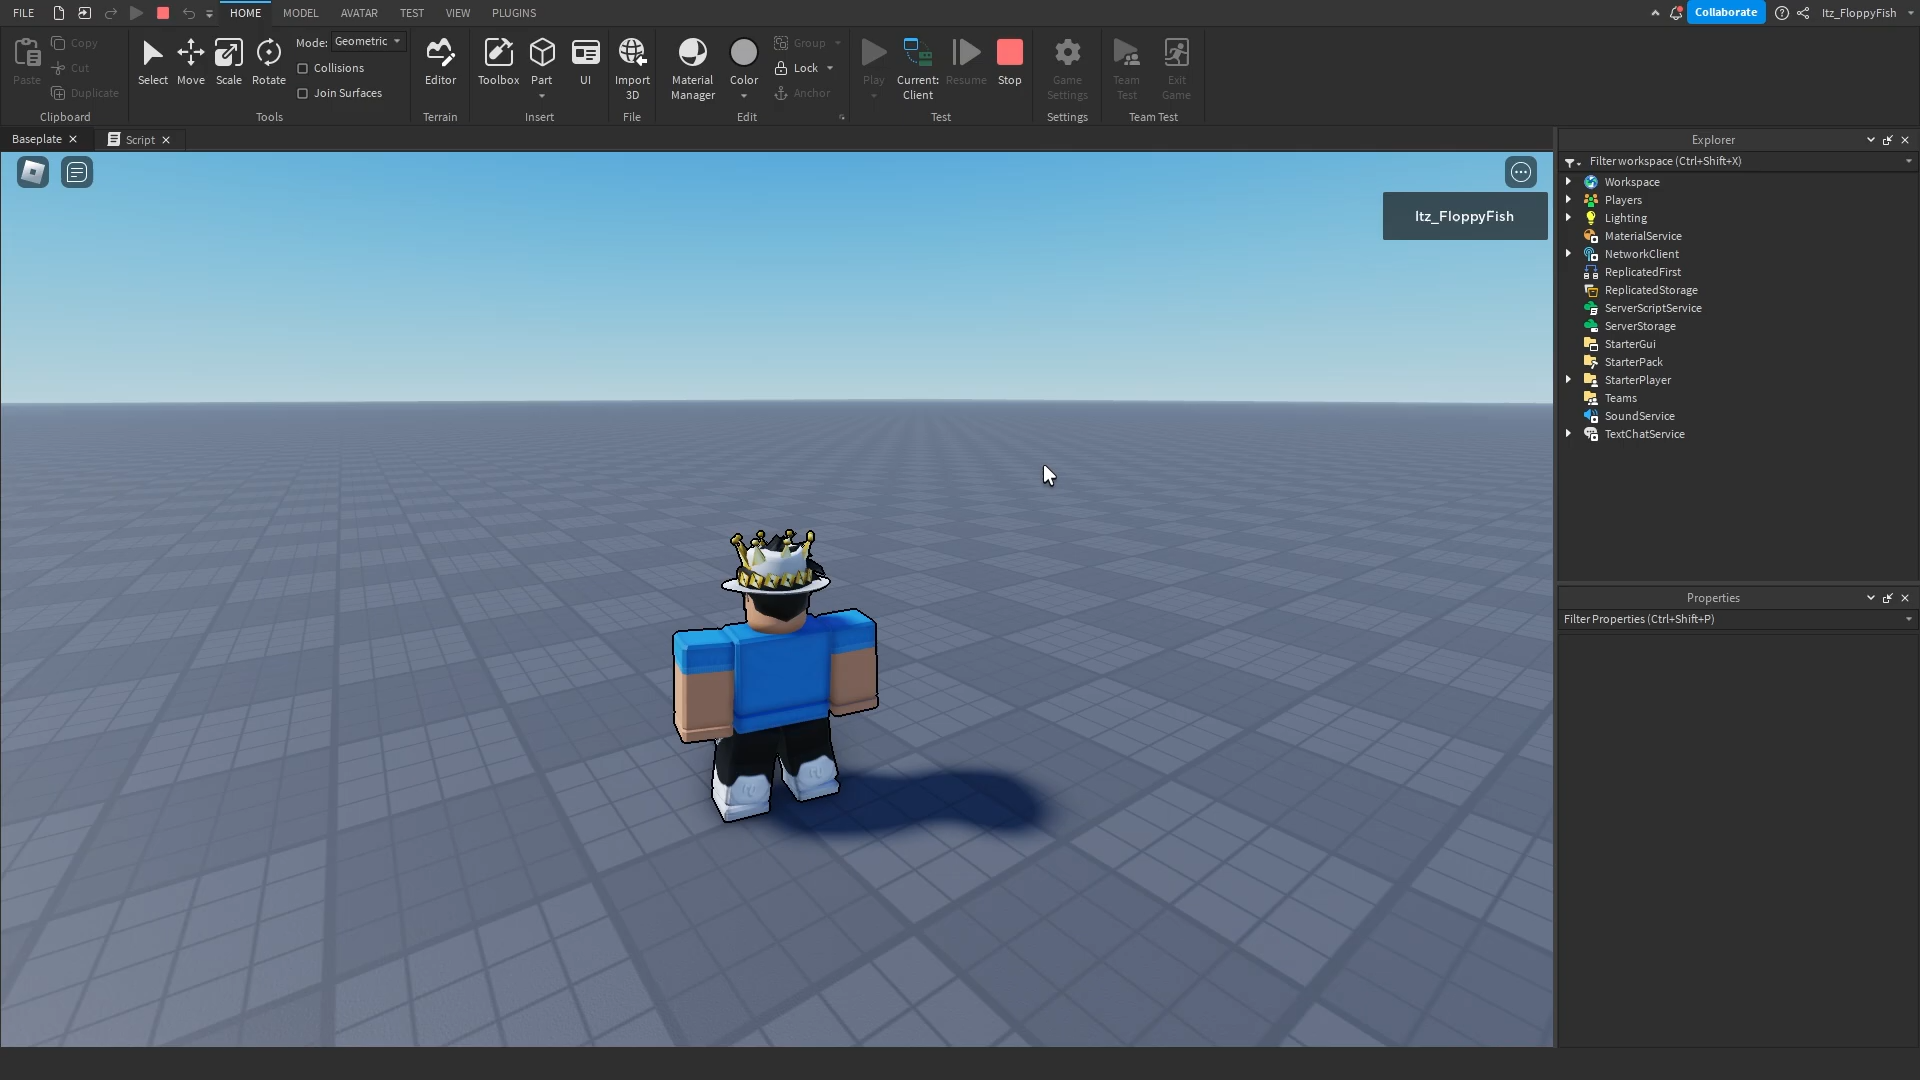 FILE HOME MODEL AVATAR TEST VIEW PLUGINS Collaborate Itz_FloppyFish
Paste
Copy
Cut
Duplicate
Clipboard
Select Move Scale Rotate
Mode: Geometric
Collisions
Join Surfaces
Tools
Editor
Terrain
Toolbox Part UI
Insert
Import
3D
File
Material
Manager
Color
Group
Lock
Anchor
Edit
Play
Current:
Client
Resume Stop
Test
Game
Settings
Settings
Team
Test
Exit
Game
Team Test
Baseplate Script
Itz_FloppyFish
Explorer
Filter workspace (Ctrl+Shift+X)
Workspace
Players
Lighting
MaterialService
NetworkClient
ReplicatedFirst
ReplicatedStorage
ServerScriptService
ServerStorage
StarterGui
StarterPack
StarterPlayer
Teams
SoundService
TextChatService
Properties
Filter Properties (Ctrl+Shift+P)